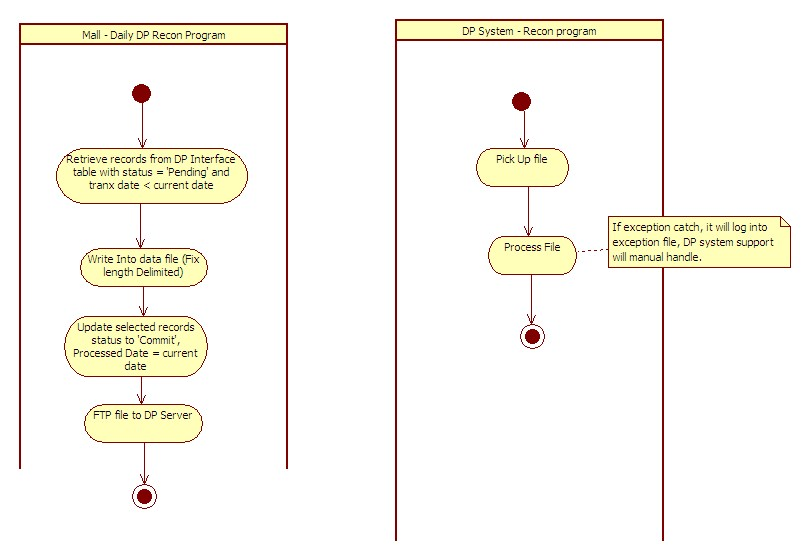 Mall - Daily DP Recon Program
Retrieve records from DP Interface
table with status = 'Pending' and
tranx date < current date
Write Into data file (Fix
length Delimited)
Update selected records
status to 'Commit',
Processed Date = current
date
FTP file to DP Server
DP System - Recon program
Pick Up file
Process File
If exception catch, it will log into
exception file, DP system support
will manual handle.